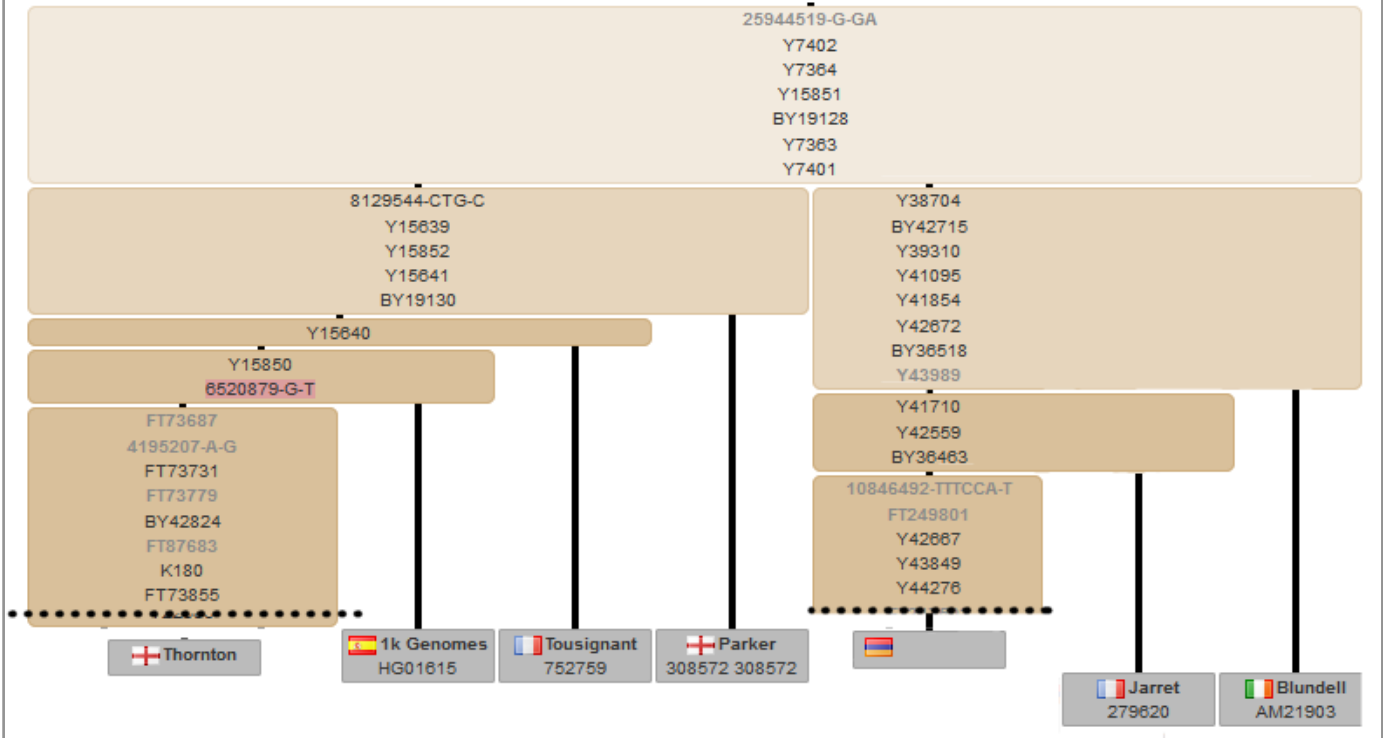 25944519-G-GA
Y7402
Y7364
Y15851
BY19128
Y7363
Y7401
8129544-CTG-C
Y15639
Y15852
Y15641
BY19130
Y15640
Y15850
6520879-G-T
FT73687
4195207-A-G
FT73731
FT73779
BY42824
FT87683
K180
FT73855
Y38704
BY42715
Y39310
Y41095
Y41854
Y42672
BY36518
Y43989
Y41710
Y42559
BY36463
10846492-TTTCCA-T
FT249801
Y42667
Y43849
Y44276
Thornton
1k Genomes
HG01615
Tousignant
752759
Parker
308572 308572
Jarret
279620
Blundell
AM21903